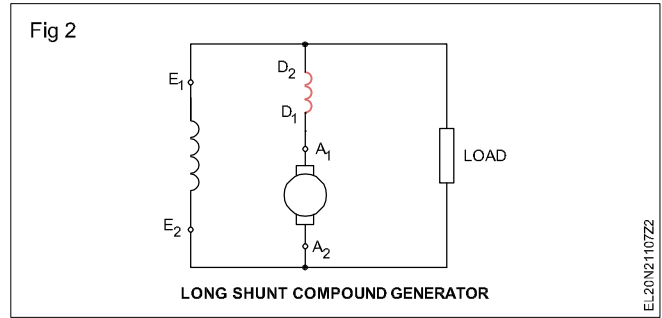 Fig 2
D2
E1
D1
A1
LOAD
E2
A2
LONG SHUNT COMPOUND GENERATOR
EL20N21107Z2